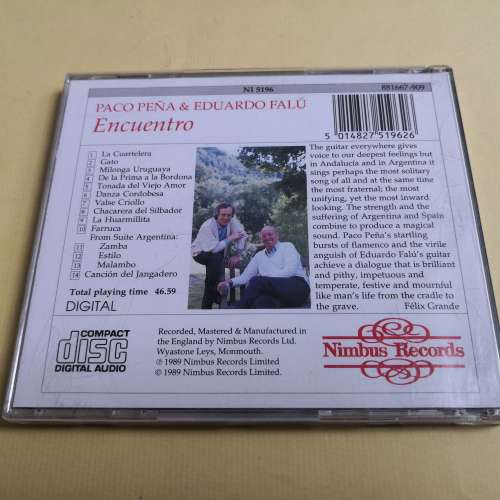 NI 5196
881667-909
PACO PEÑA & EDUARDO FALÚ
Encuentro
5 014827 519626
1 La Cuartelera
2 Gato
3 Milonga Uruguaya
4 De la Prima a la Bordona
5 Tonada del Viejo Amor
6 Danza Cordobesa
7 Valse Criollo
8 Chacarera del Silbador
9 La Huarmillita
10 Farruca
From Suite Argentina:
11 Zamba
12 Estilo
13 Malambo
14 Canción del Jangadero
Total playing time 46.59
DIGITAL
The guitar everywhere gives
voice to our deepest feelings but
in Andalucía and in Argentina it
sings perhaps the most solitary
song of all and at the same time
the most fraternal; the most
unifying, yet the most inward
looking. The strength and the
suffering of Argentina and Spain
combine to produce a magical
sound. Paco Peña's startling
bursts of flamenco and the virile
anguish of Eduardo Falú's guitar
achieve a dialogue that is brilliant
and pithy, impetuous and
temperate, festive and mournful
like man's life from the cradle to
the grave. Félix Grande
COMPACT
disc
DIGITAL AUDIO
Recorded, Mastered & Manufactured in
the England by Nimbus Records Ltd.
Wyastone Leys, Monmouth.
℗ 1989 Nimbus Records Limited
© 1989 Nimbus Records Limited.
Nimbus Records